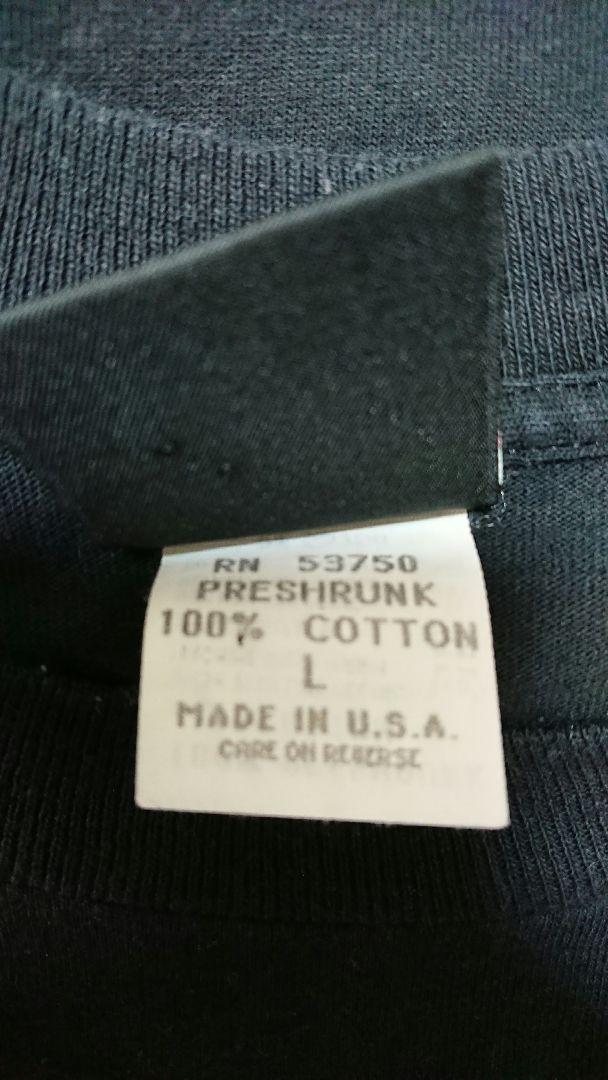 RN 53750
PRESHRUNK
100% COTTON
L
MADE IN U.S.A.
CARE ON REVERSE